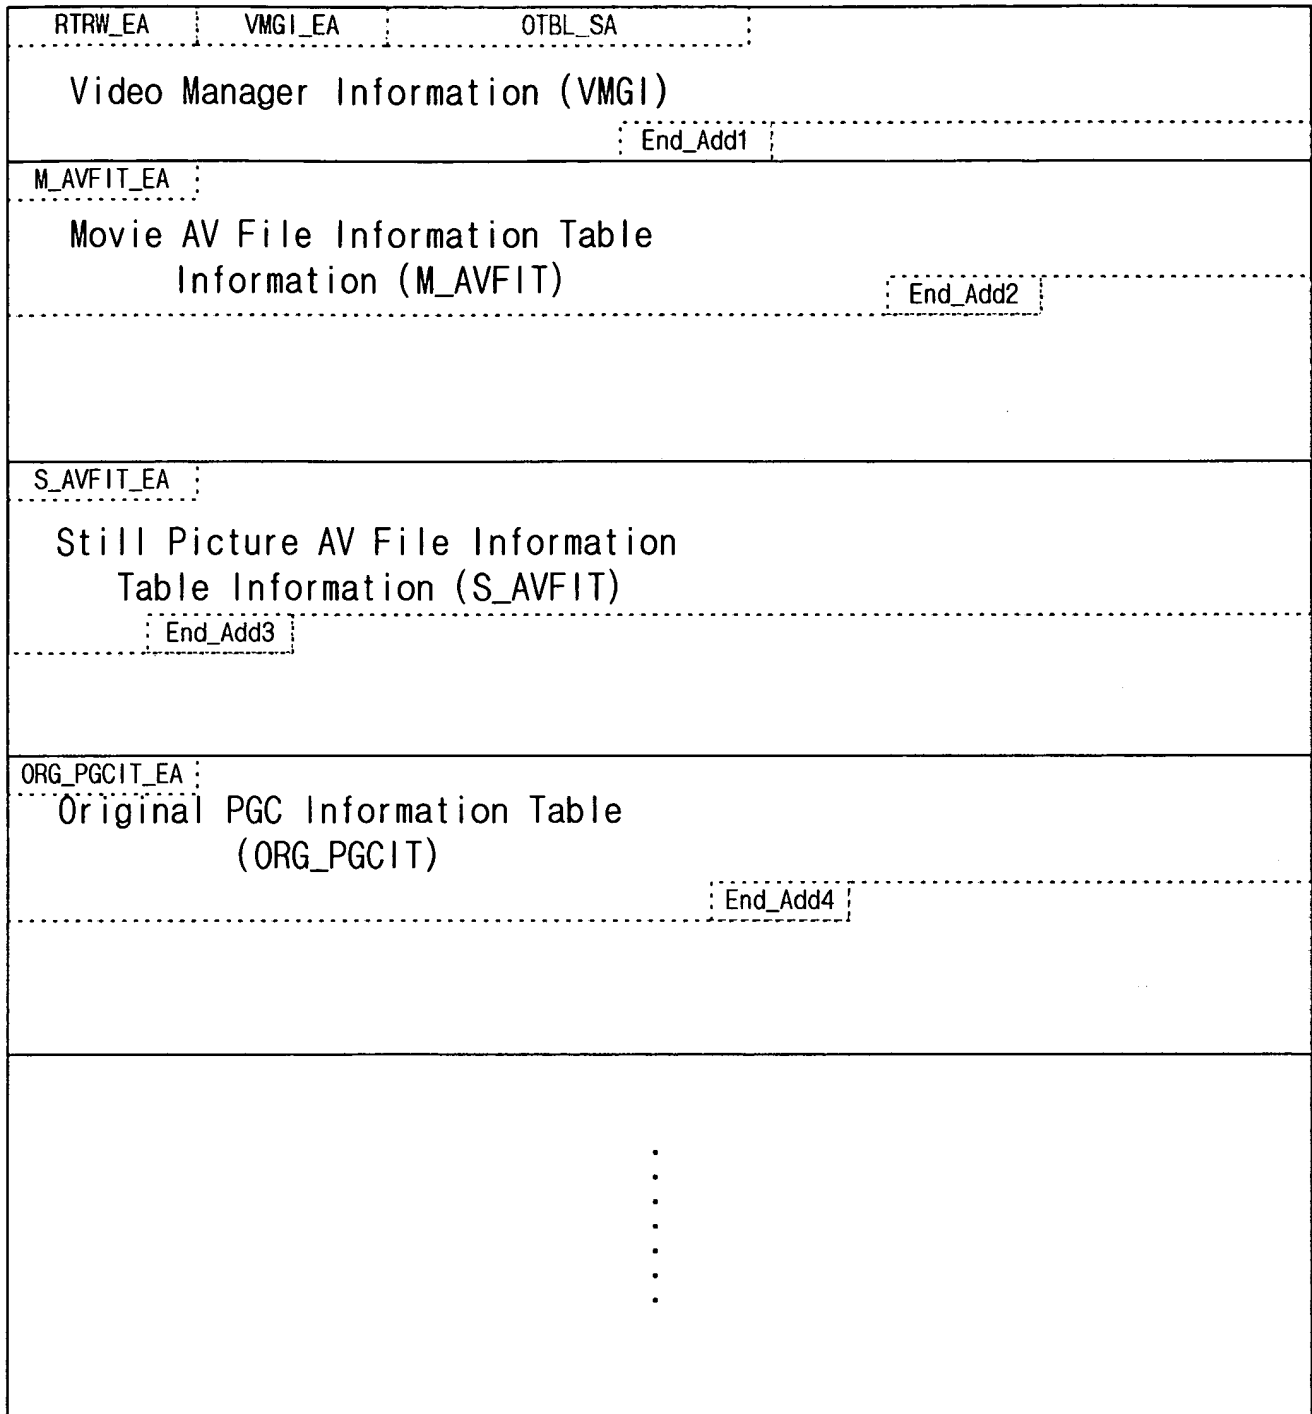 RTRW_EA VMGI_EA OTBL_SA
Video Manager Information (VMGI)
End_Add1
M_AVFIT_EA
Movie AV File Information Table
Information (M_AVFIT)
End_Add2
S_AVFIT_EA
Still Picture AV File Information
Table Information (S_AVFIT)
End_Add3
ORG_PGCIT_EA
Original PGC Information Table
(ORG_PGCIT)
End_Add4